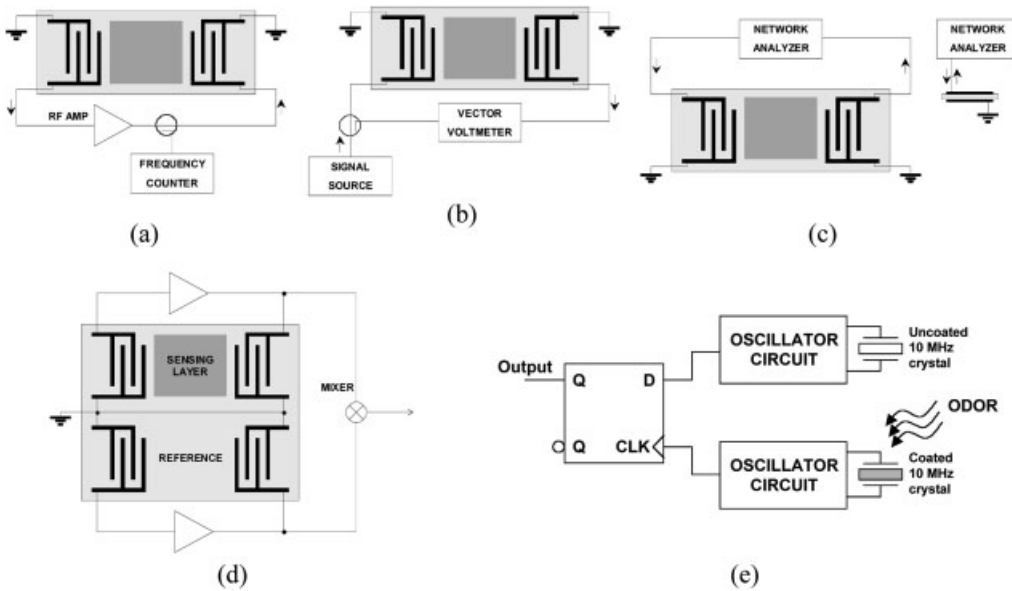 RF AMP
FREQUENCY
COUNTER
(a)
VECTOR
VOLTMETER
SIGNAL
SOURCE
(b)
NETWORK
ANALYZER
NETWORK
ANALYZER
(c)
SENSING
LAYER
MIXER
REFERENCE
(d)
OSCILLATOR
CIRCUIT
Uncoated
10 MHz
crystal
Output
Q
D
Q
CLK
ODOR
OSCILLATOR
CIRCUIT
Coated
10 MHz
crystal
(e)